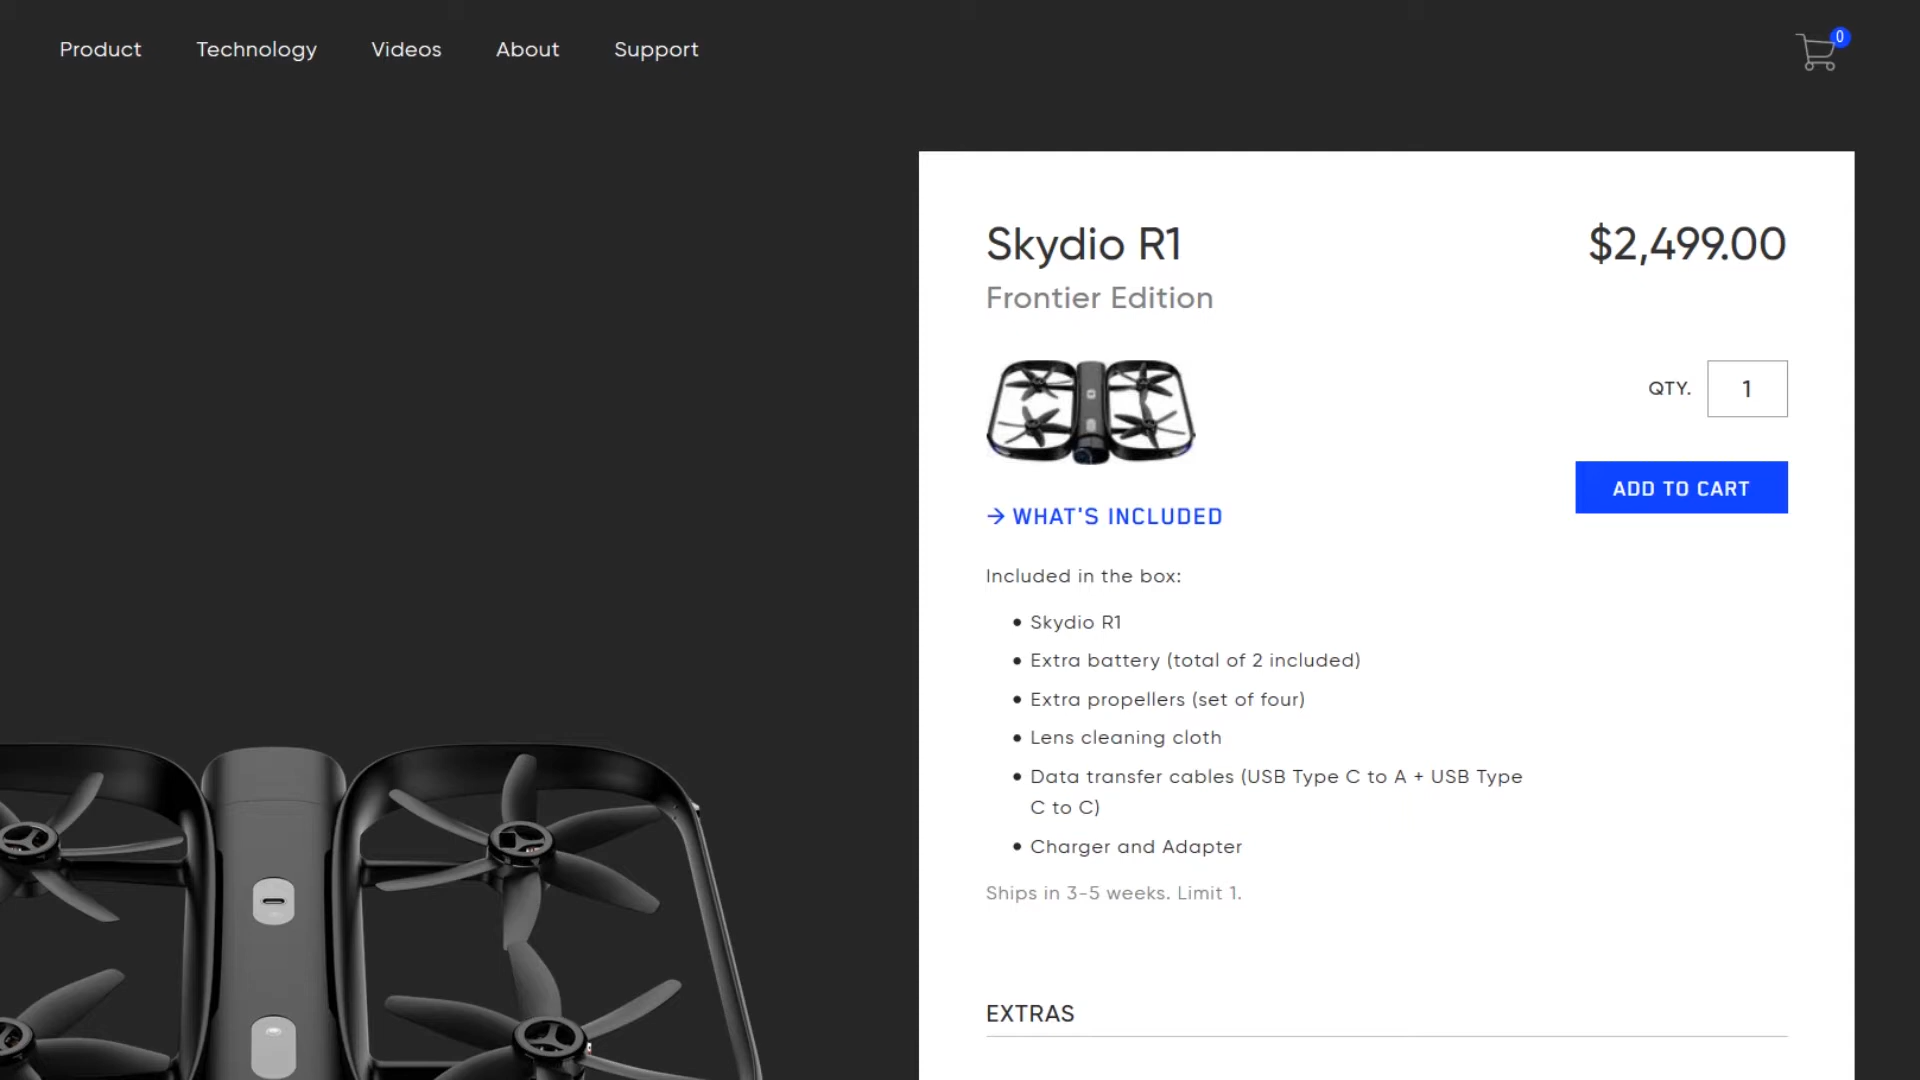 Product Technology Videos About Support 0
Skydio R1 $2,499.00
Frontier Edition
QTY. 1
ADD TO CART
→ WHAT'S INCLUDED
Included in the box:
• Skydio R1
• Extra battery (total of 2 included)
• Extra propellers (set of four)
• Lens cleaning cloth
• Data transfer cables (USB Type C to A + USB Type
C to C)
• Charger and Adapter
Ships in 3-5 weeks. Limit 1.
EXTRAS